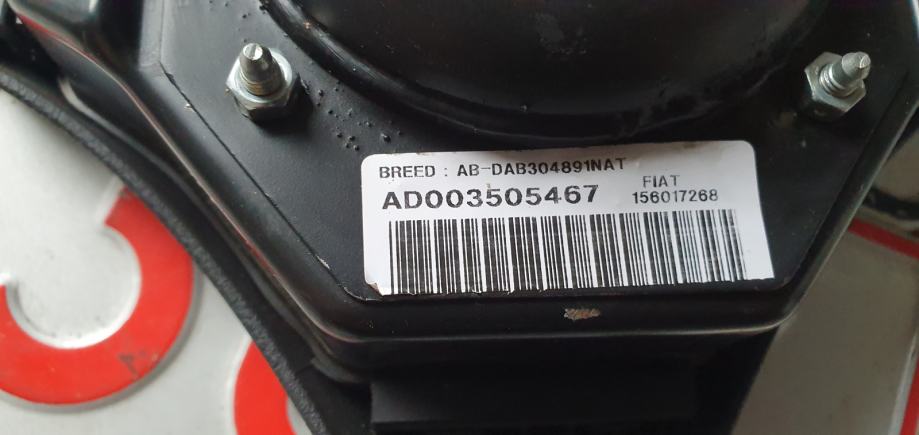 BREED : AB-DAB304891NAT
FIAT
AD003505467 156017268